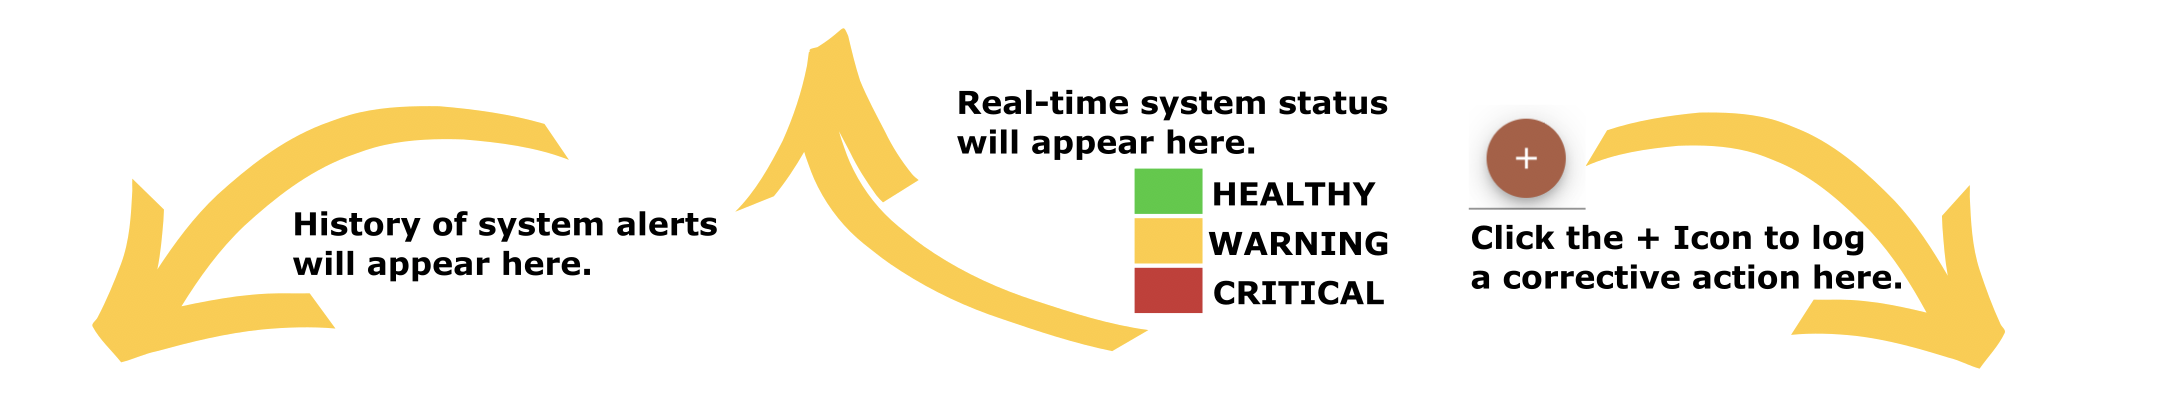 History of system alerts
will appear here.
Real-time system status
will appear here.
HEALTHY
WARNING
CRITICAL
+
Click the + Icon to log
a corrective action here.